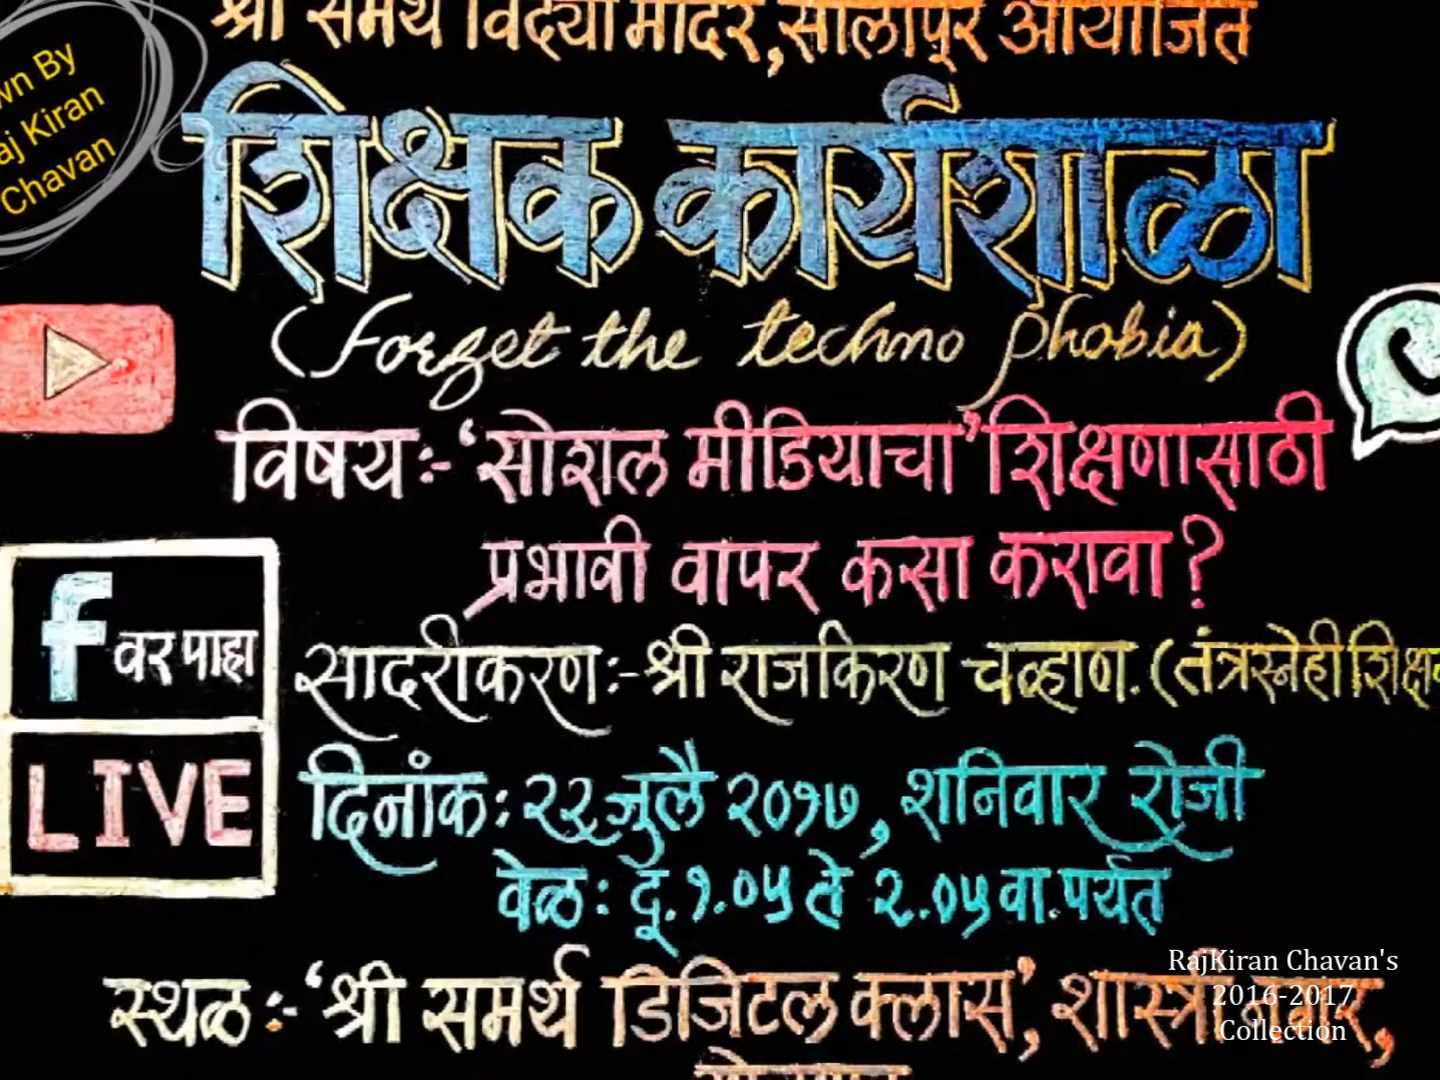 श्री समर्थ विद्या मंदिर, सोलापूर आयोजित
wn By
aj Kiran
Chavan
शिक्षक कार्यशाळा
(Forget the techno phobia)
विषय:- 'सोशल मीडियाचा' शिक्षणासाठी
प्रभावी वापर कसा करावा?
f वर पाहा
LIVE
सादरीकरण:- श्री राजकिरण चव्हाण. (तंत्रस्नेही शिक्षक
दिनांक: २२ जुलै २०१७, शनिवार रोजी
वेळ: दु. १.०५ ते २.०५ वा. पर्यंत
स्थळ:- 'श्री समर्थ डिजिटल क्लास', शास्त्री नगर,
RajKiran Chavan's
2016-2017
Collection